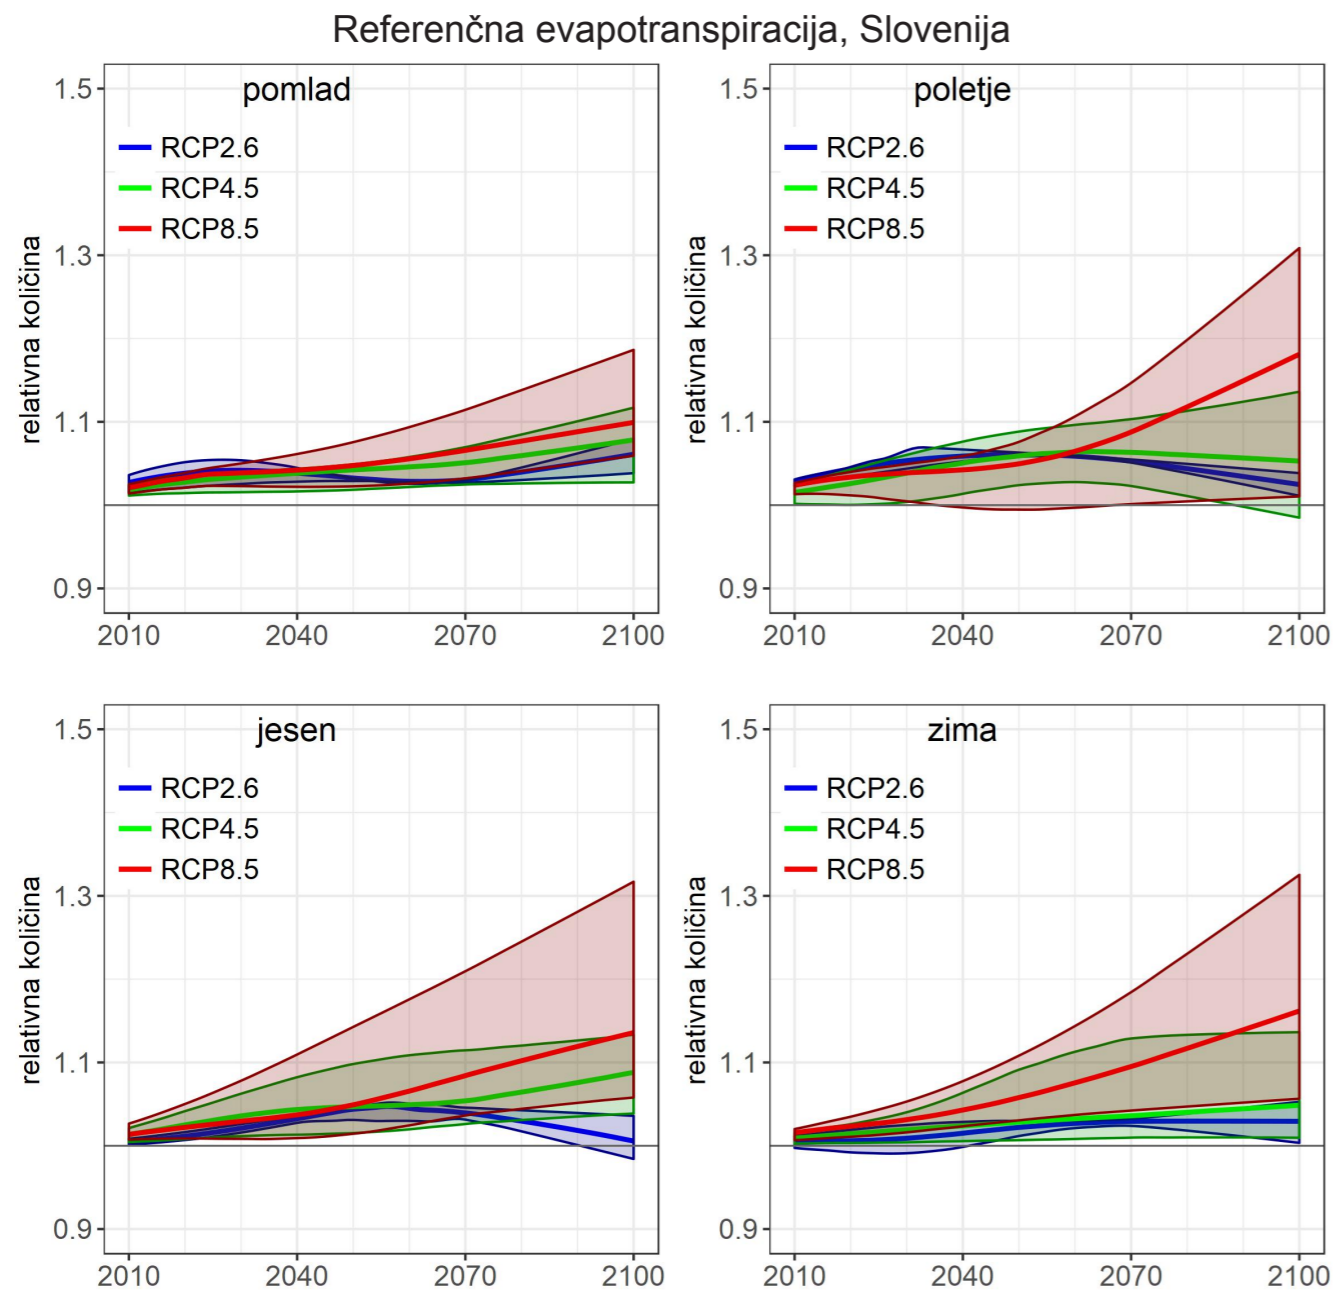 Referenčna evapotranspiracija, Slovenija
pomlad
RCP2.6
RCP4.5
RCP8.5
relativna količina
1.5
1.3
1.1
0.9
2010 2040 2070 2100
poletje
RCP2.6
RCP4.5
RCP8.5
relativna količina
1.5
1.3
1.1
0.9
2010 2040 2070 2100
jesen
RCP2.6
RCP4.5
RCP8.5
relativna količina
1.5
1.3
1.1
0.9
2010 2040 2070 2100
zima
RCP2.6
RCP4.5
RCP8.5
relativna količina
1.5
1.3
1.1
0.9
2010 2040 2070 2100